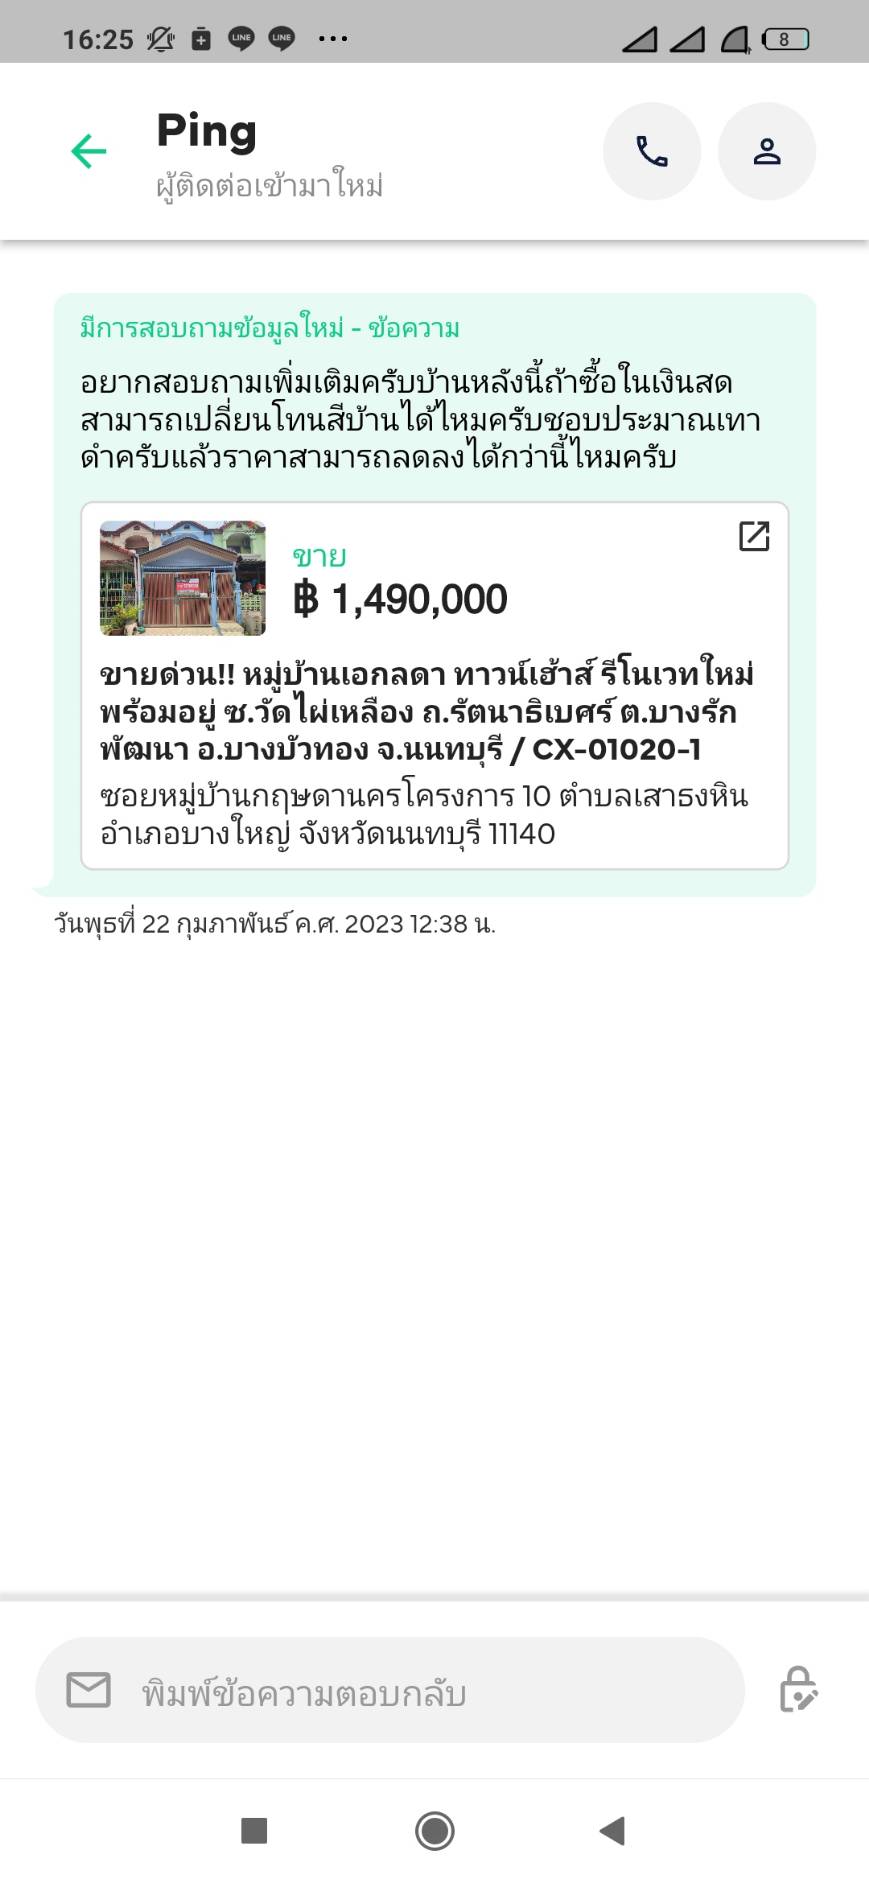 16:25
LINE LINE
8
Ping
ผู้ติดต่อเข้ามาใหม่
มีการสอบถามข้อมูลใหม่ - ข้อความ
อยากสอบถามเพิ่มเติมครับบ้านหลังนี้ถ้าซื้อในเงินสด
สามารถเปลี่ยนโทนสีบ้านได้ไหมครับชอบประมาณเทา
ดำครับแล้วราคาสามารถลดลงได้กว่านี้ไหมครับ
ขาย
฿ 1,490,000
ขายด่วน!! หมู่บ้านเอกลดา ทาวน์เฮ้าส์ รีโนเวทใหม่
พร้อมอยู่ ซ.วัดไผ่เหลือง ถ.รัตนาธิเบศร์ ต.บางรัก
พัฒนา อ.บางบัวทอง จ.นนทบุรี / CX-01020-1
ซอยหมู่บ้านกฤษดานครโครงการ 10 ตำบลเสาธงหิน
อำเภอบางใหญ่ จังหวัดนนทบุรี 11140
วันพุธที่ 22 กุมภาพันธ์ ค.ศ. 2023 12:38 น.
พิมพ์ข้อความตอบกลับ